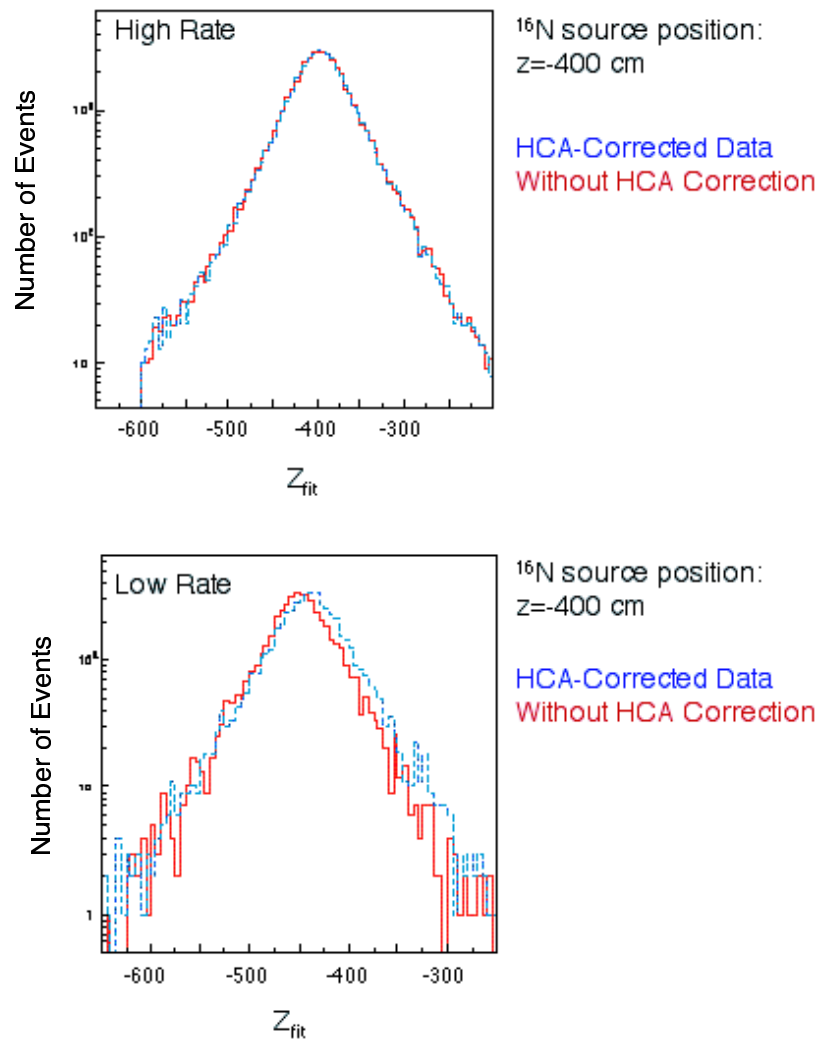 High Rate
¹⁶N source position:
z=-400 cm
HCA-Corrected Data
Without HCA Correction
Number of Events
10
-600 -500 -400 -300
Z_fit
Low Rate
¹⁶N source position:
z=-400 cm
HCA-Corrected Data
Without HCA Correction
Number of Events
10
1
-600 -500 -400 -300
Z_fit